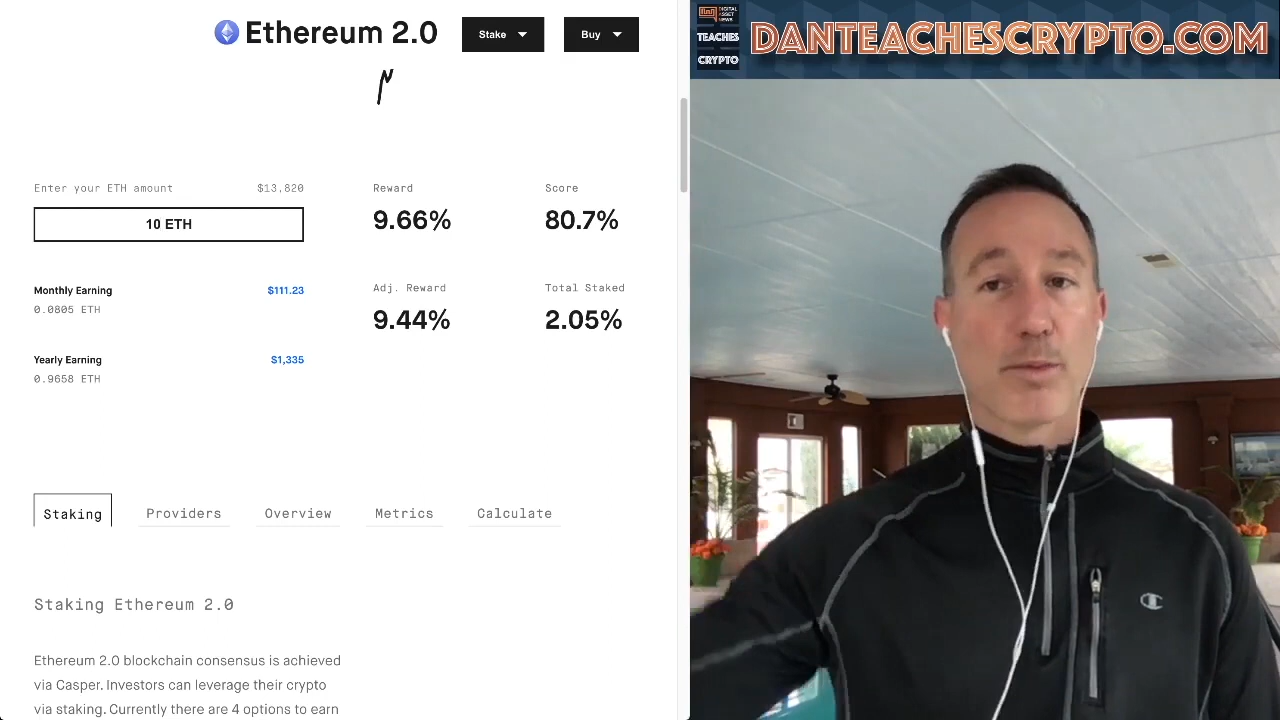 Ethereum 2.0
Stake
Buy
Enter your ETH amount
$13,820
10 ETH
Monthly Earning
$111.23
0.0805 ETH
Yearly Earning
$1,335
0.9658 ETH
Reward
9.66%
Score
80.7%
Adj. Reward
9.44%
Total Staked
2.05%
Staking
Providers
Overview
Metrics
Calculate
Staking Ethereum 2.0
Ethereum 2.0 blockchain consensus is achieved
via Casper. Investors can leverage their crypto
via staking. Currently there are 4 options to earn
DIGITAL
ASSET
NEWS
TEACHES
CRYPTO
DANTEACHESCRYPTO.COM